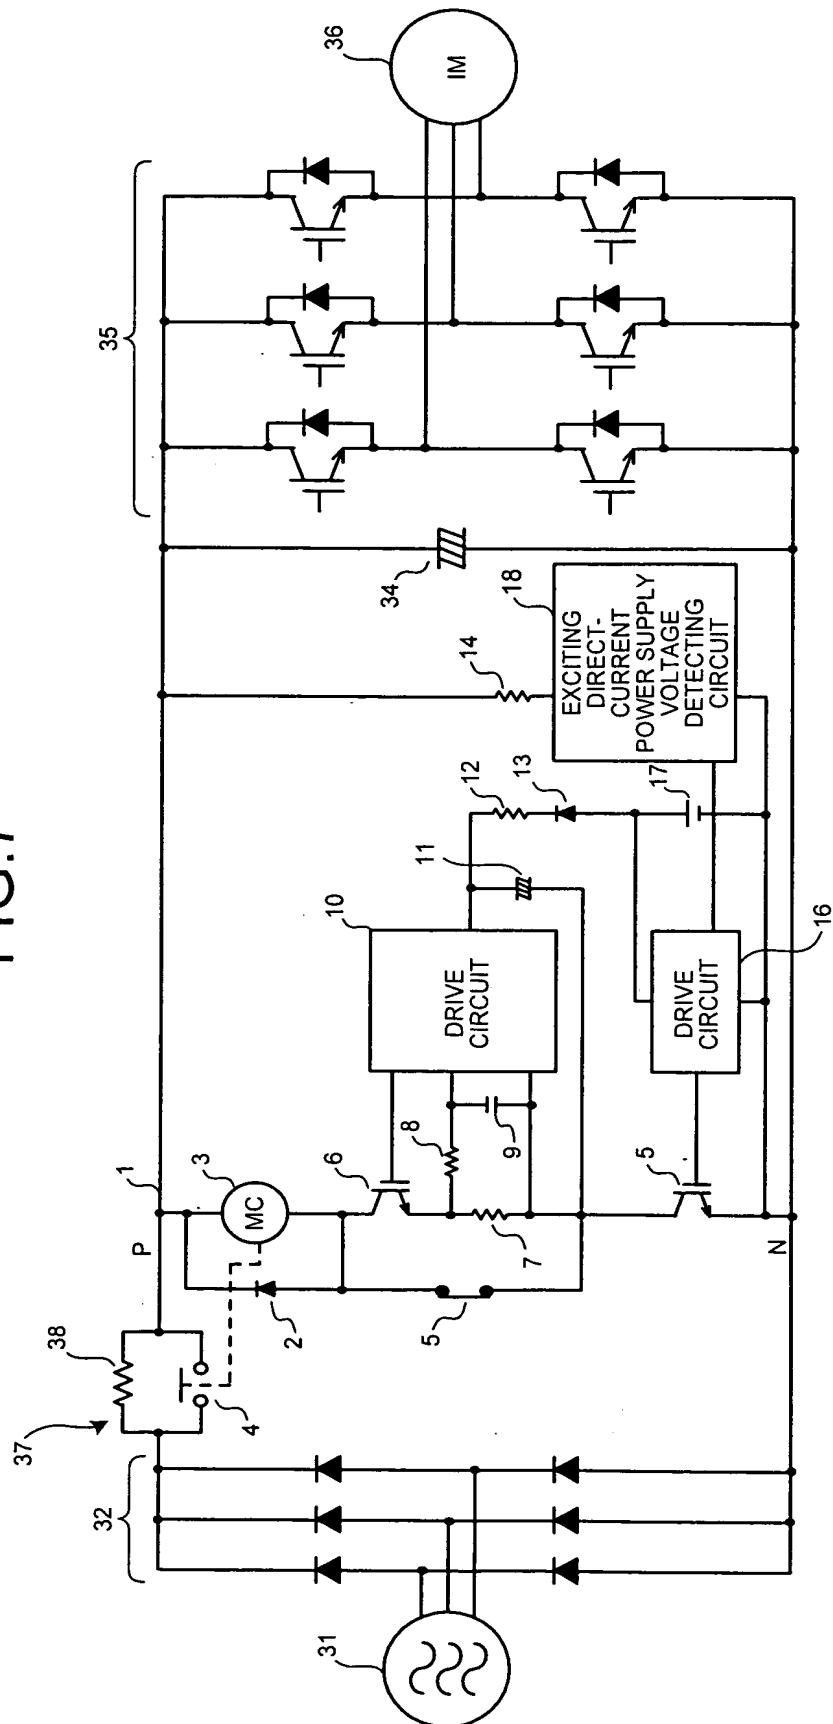 FIG.7
37
38
32
4
31
P
1
3
MC
2
5
6
8
9
7
N
10
DRIVE
CIRCUIT
11
12
13
14
5
DRIVE
CIRCUIT
16
17
18
EXCITING
DIRECT-
CURRENT
POWER SUPPLY
VOLTAGE
DETECTING
CIRCUIT
34
35
36
IM